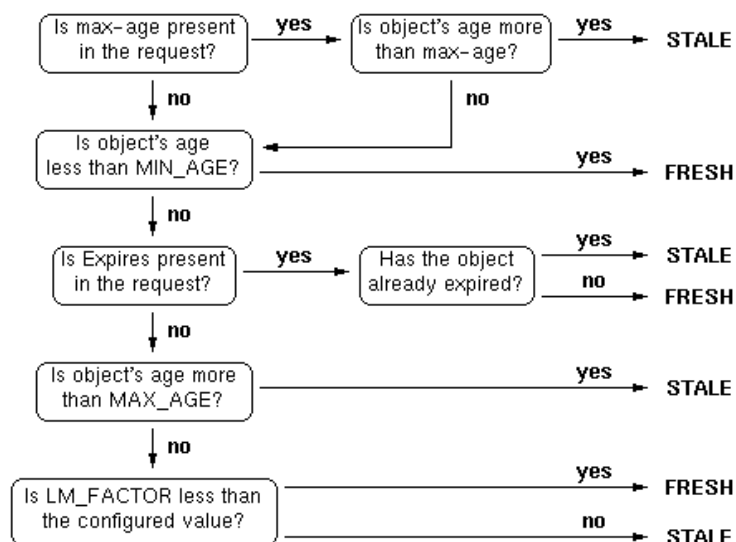 Is max-age present
in the request?
yes
Is object's age more
than max-age?
yes
STALE
no
no
Is object's age
less than MIN_AGE?
yes
FRESH
no
Is Expires present
in the request?
yes
Has the object
already expired?
yes
STALE
no
FRESH
no
Is object's age more
than MAX_AGE?
yes
STALE
no
Is LM_FACTOR less than
the configured value?
yes
FRESH
no
STALE